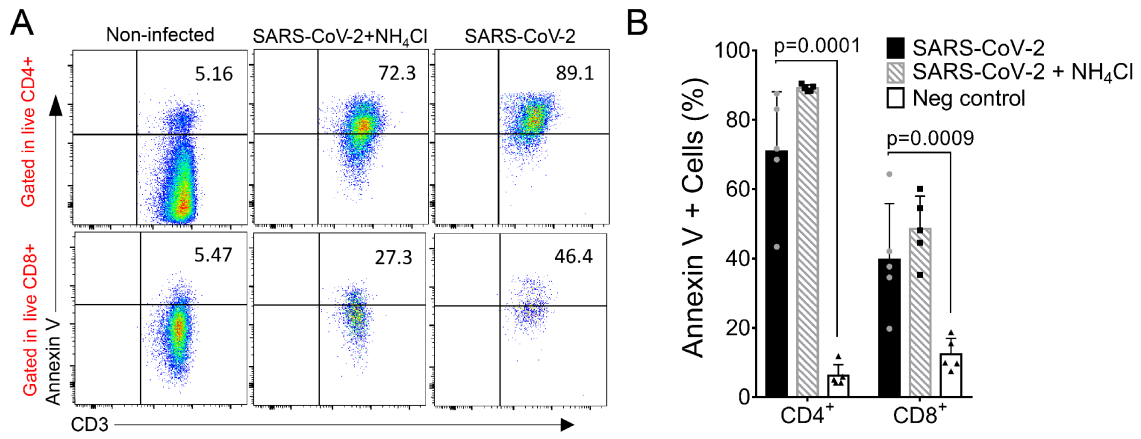 A
Non-infected
SARS-CoV-2+NH4Cl
SARS-CoV-2
Gated in live CD4+
5.16
72.3
89.1
Gated in live CD8+
Annexin V
5.47
27.3
46.4
CD3
B
Annexin V + Cells (%)
100
80
60
40
20
0
p=0.0001
p=0.0009
SARS-CoV-2
SARS-CoV-2 + NH4Cl
Neg control
CD4+
CD8+